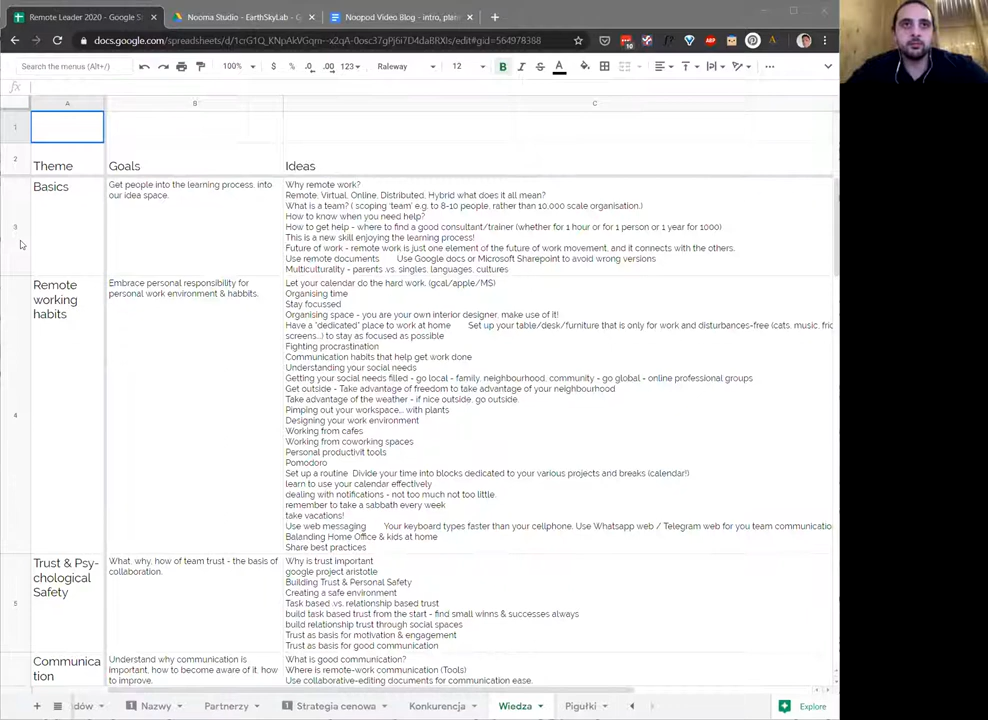 Remote Leader 2020 - Google S
Nooma Studio - EarthSkyLab - G
Noopod Video Blog - intro, plan
Search the menus (Alt+/)
100%
$ % .0 .00 123
Raleway
12
B I S A
fx
A B C
1
2 Theme Goals Ideas
3
Basics
Get people into the learning process, into
our idea space.
Why remote work?
Remote, Virtual, Online, Distributed, Hybrid what does it all mean?
What is a team? ( scoping 'team' e.g. to 8-10 people, rather than 10,000 scale organisation.)
How to know when you need help?
How to get help - where to find a good consultant/trainer (whether for 1 hour or for 1 person or 1 year for 1000)
This is a new skill enjoying the learning process!
Future of work - remote work is just one element of the future of work movement, and it connects with the others.
Use remote documents Use Google docs or Microsoft Sharepoint to avoid wrong versions
Multiculturality - parents .vs. singles, languages, cultures
4
Remote
working
habits
Embrace personal responsibility for
personal work environment & habbits.
Let your calendar do the hard work. (gcal/apple/MS)
Organising time
Stay focussed
Organising space - you are your own interior designer, make use of it!
Have a "dedicated" place to work at home Set up your table/desk/furniture that is only for work and disturbances-free (cats, music, fric
screens...) to stay as focused as possible
Fighting procrastination
Communication habits that help get work done
Understanding your social needs
Getting your social needs filled - go local - family, neighbourhood, community - go global - online professional groups
Get outside - Take advantage of freedom to take advantage of your neighbourhood
Take advantage of the weather - if nice outside, go outside.
Pimping out your workspace... with plants
Designing your work environment
Working from cafes
Working from coworking spaces
Personal productivit tools
Pomodoro
Set up a routine Divide your time into blocks dedicated to your various projects and breaks (calendar!)
learn to use your calendar effectively
dealing with notifications - not too much not too little.
remember to take a sabbath every week
take vacations!
Use web messaging Your keyboard types faster than your cellphone. Use Whatsapp web / Telegram web for you team communicatio
Balanding Home Office & kids at home
Share best practices
5
Trust & Psy-
chological
Safety
What, why, how of team trust - the basis of
collaboration.
Why is trust important
google project aristotle
Building Trust & Personal Safety
Creating a safe environment
Task based .vs. relationship based trust
build task based trust from the start - find small winns & successes always
build relationship trust through social spaces
Trust as basis for motivation & engagement
Trust as basis for good communication
Communica
tion
Understand why communication is
important, how to become aware of it, how
to improve.
What is good communication?
Where is remote-work communication (Tools)
Use collaborative-editing documents for communication ease.
dów
1 Nazwy
Partnerzy
1 Strategia cenowa
Konkurencja
Wiedza
Pigułki
Explore